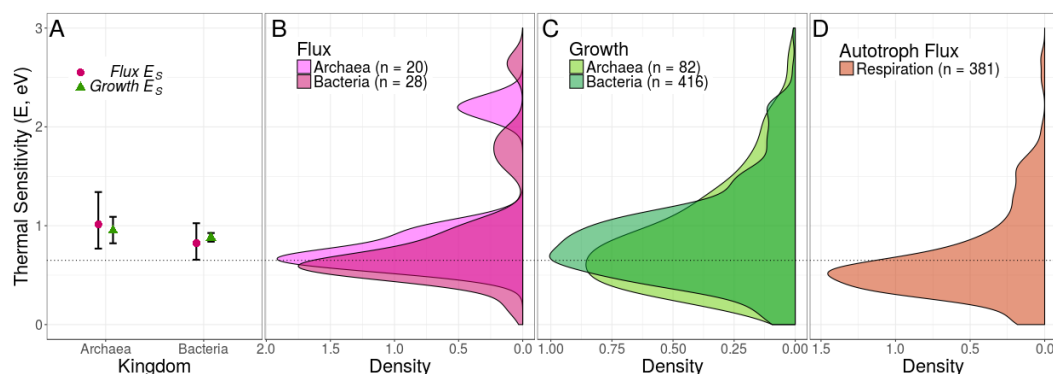 A
B
C
D
Thermal Sensitivity (E, eV)
3
2
1
0
Flux E_S
Growth E_S
Archaea
Bacteria
Kingdom
Flux
Archaea (n = 20)
Bacteria (n = 28)
2.0
1.5
1.0
0.5
0.0
Density
Growth
Archaea (n = 82)
Bacteria (n = 416)
1.00
0.75
0.50
0.25
0.00
Density
Autotroph Flux
Respiration (n = 381)
1.5
1.0
0.5
0.0
Density